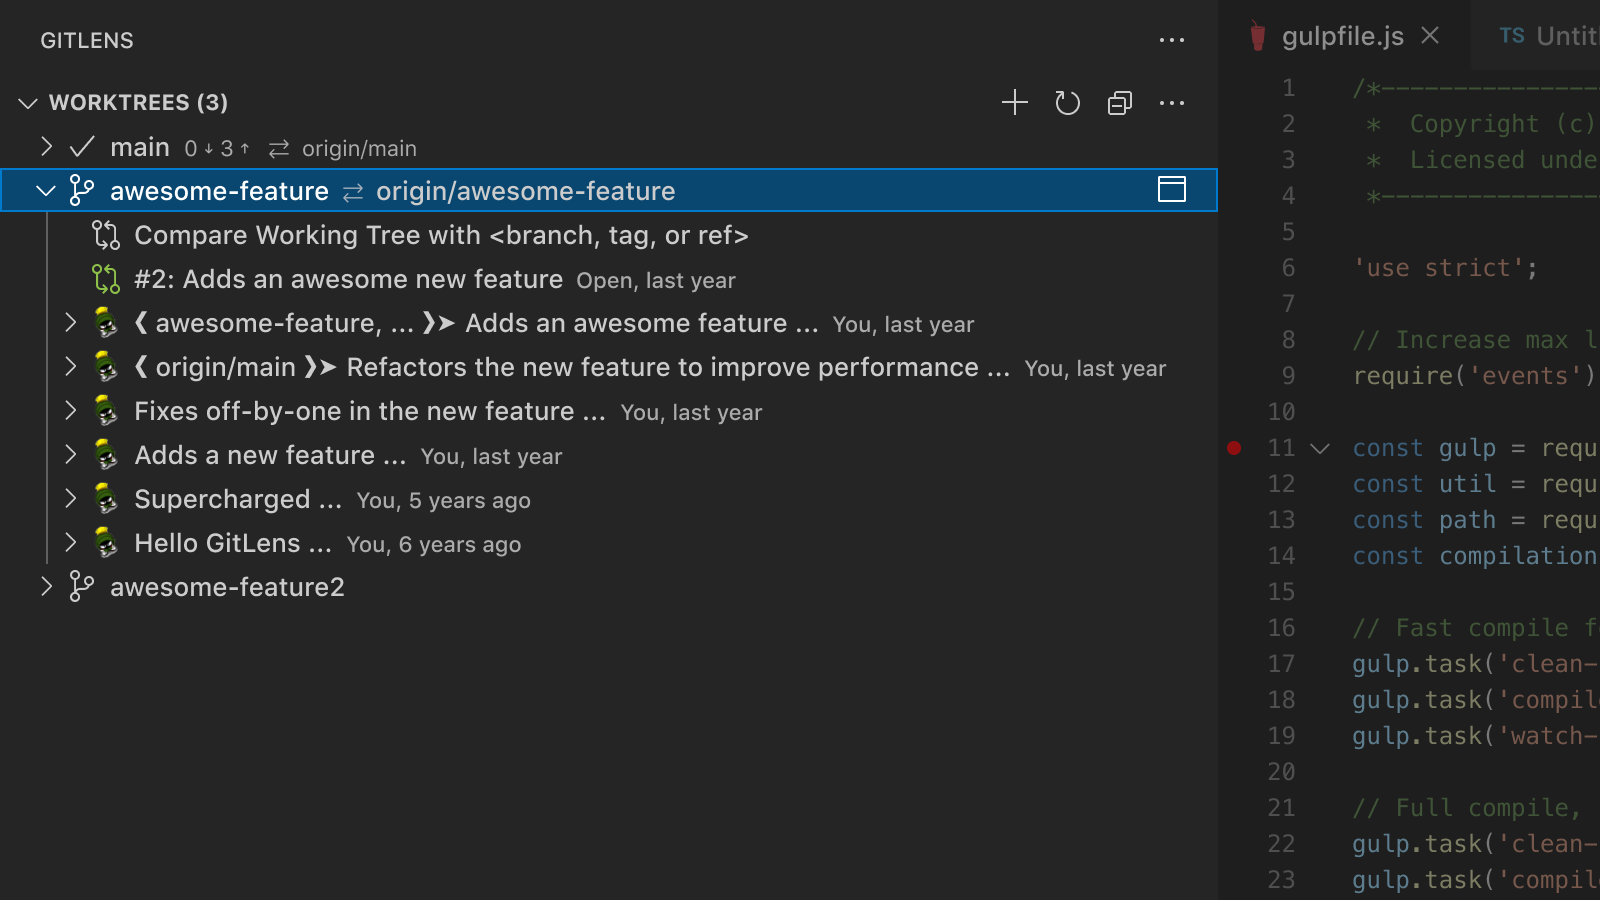 GITLENS
WORKTREES (3)
main 0↓ 3↑ ⇄ origin/main
awesome-feature ⇄ origin/awesome-feature
Compare Working Tree with <branch, tag, or ref>
#2: Adds an awesome new feature Open, last year
❰ awesome-feature, ... ❱➤ Adds an awesome feature ... You, last year
❰ origin/main ❱➤ Refactors the new feature to improve performance ... You, last year
Fixes off-by-one in the new feature ... You, last year
Adds a new feature ... You, last year
Supercharged ... You, 5 years ago
Hello GitLens ... You, 6 years ago
awesome-feature2
gulpfile.js
TS Untit
1 /*---------------
2 * Copyright (c)
3 * Licensed unde
4 *---------------
5
6 'use strict';
7
8 // Increase max l
9 require('events')
10
11 const gulp = requ
12 const util = requ
13 const path = requ
14 const compilation
15
16 // Fast compile f
17 gulp.task('clean-
18 gulp.task('compil
19 gulp.task('watch-
20
21 // Full compile,
22 gulp.task('clean-
23 gulp.task('compil